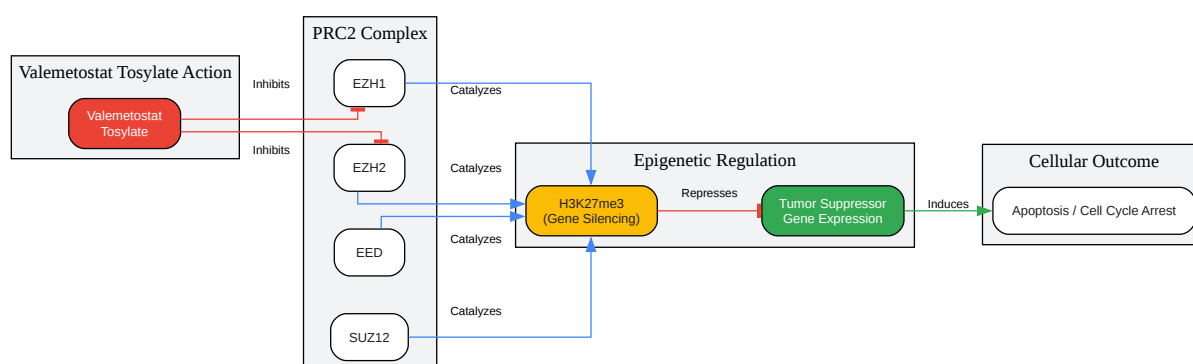 PRC2 Complex
Valemetostat Tosylate Action
Inhibits
EZH1
Catalyzes
Valemetostat
Tosylate
Inhibits
EZH2
Catalyzes
Epigenetic Regulation
Cellular Outcome
H3K27me3
(Gene Silencing)
Represses
Tumor Suppressor
Gene Expression
Induces
Apoptosis / Cell Cycle Arrest
EED
Catalyzes
SUZ12
Catalyzes